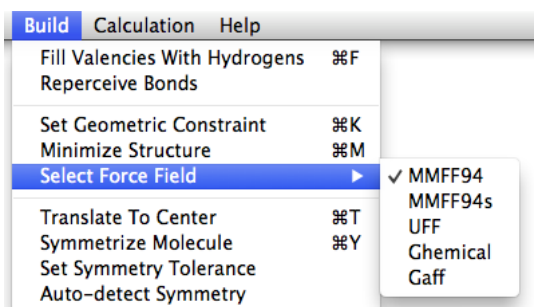 Build Calculation Help
Fill Valencies With Hydrogens ⌘F
Reperceive Bonds
Set Geometric Constraint ⌘K
Minimize Structure ⌘M
Select Force Field ▶
✓ MMFF94
MMFF94s
UFF
Ghemical
Gaff
Translate To Center ⌘T
Symmetrize Molecule ⌘Y
Set Symmetry Tolerance
Auto-detect Symmetry